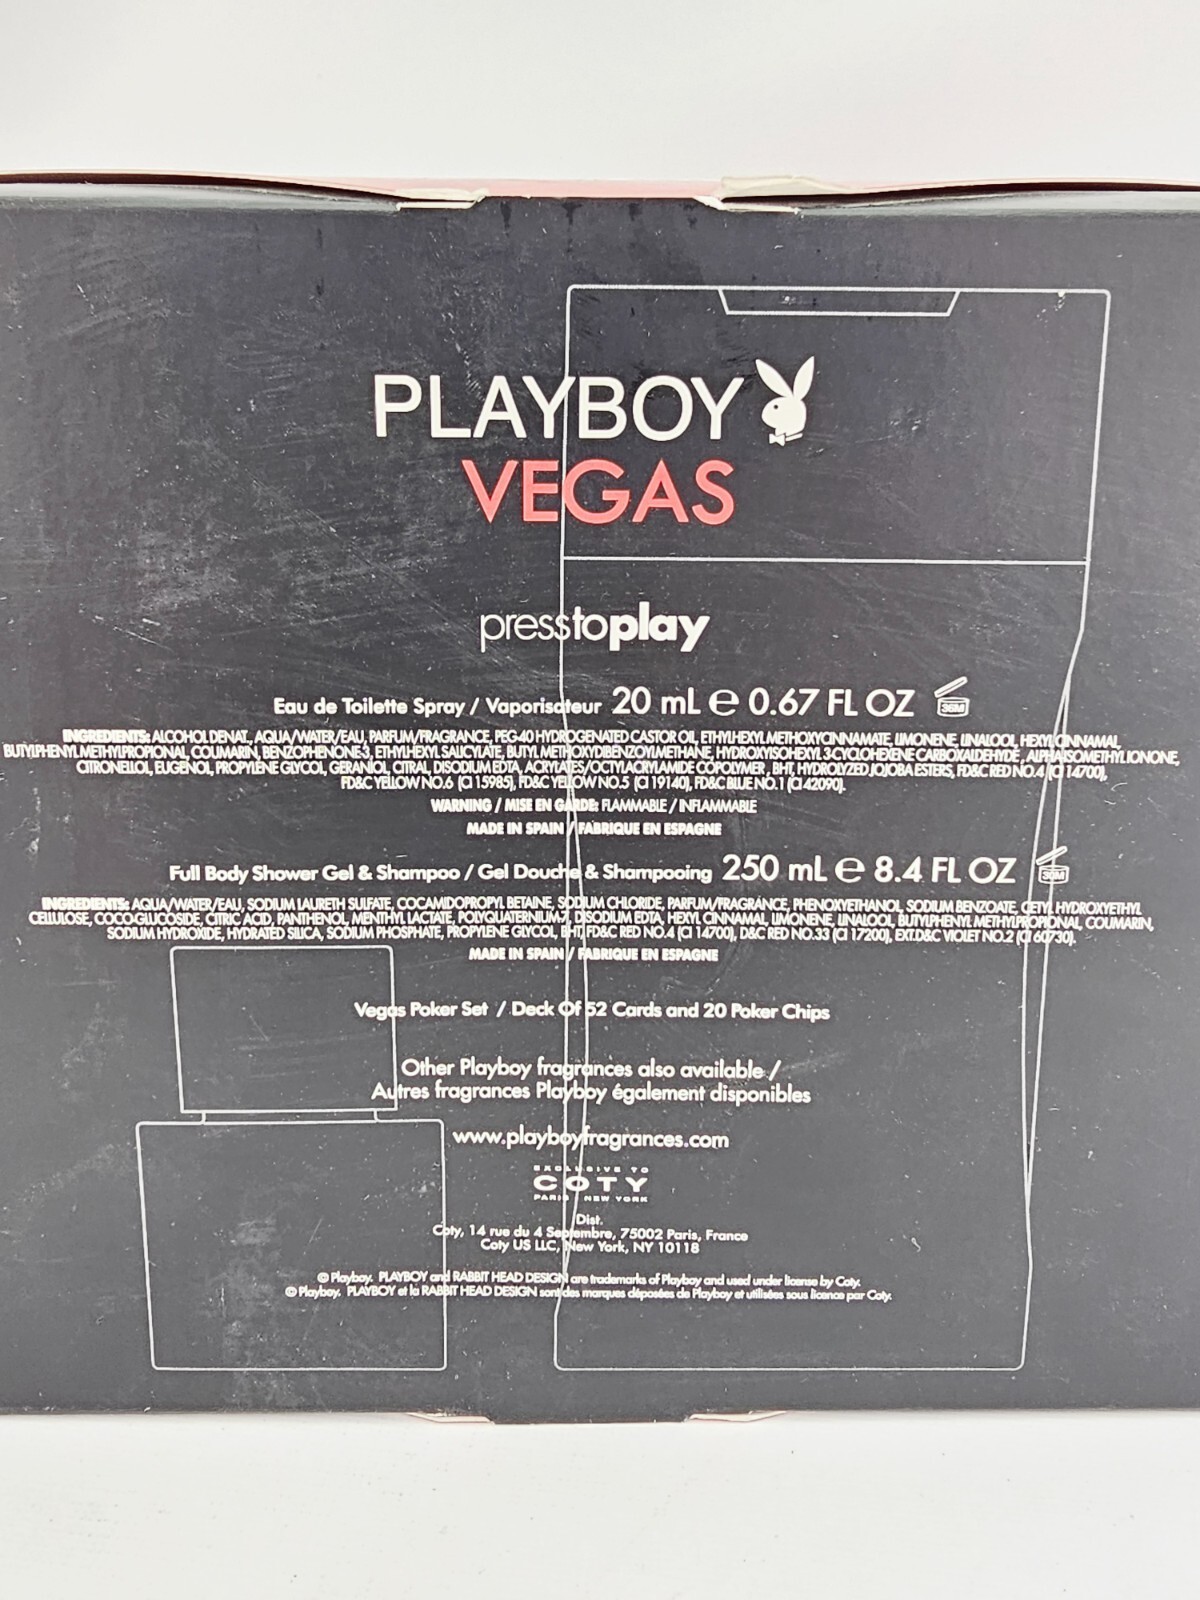 PLAYBOY
VEGAS
presstoplay
Eau de Toilette Spray / Vaporisateur 20 mL e 0.67 FL OZ 36M
INGREDIENTS: ALCOHOL DENAT., AQUA/WATER/EAU, PARFUM/FRAGRANCE, PEG-40 HYDROGENATED CASTOR OIL, ETHYLHEXYL METHOXYCINNAMATE, LIMONENE, LINALOOL, HEXYL CINNAMAL,
BUTYLPHENYL METHYLPROPIONAL, COUMARIN, BENZOPHENONE-3, ETHYLHEXYL SALICYLATE, BUTYL METHOXYDIBENZOYLMETHANE, HYDROXYISOHEXYL 3-CYCLOHEXENE CARBOXALDEHYDE, ALPHA-ISOMETHYL IONONE,
CITRONELLOL, EUGENOL, PROPYLENE GLYCOL, GERANIOL, CITRAL, DISODIUM EDTA, ACRYLATES/OCTYLACRYLAMIDE COPOLYMER, BHT, HYDROLYZED JOJOBA ESTERS, FD&C RED NO.4 (CI 14700),
FD&C YELLOW NO.6 (CI 15985), FD&C YELLOW NO.5 (CI 19140), FD&C BLUE NO.1 (CI 42090).
WARNING / MISE EN GARDE: FLAMMABLE / INFLAMMABLE
MADE IN SPAIN / FABRIQUE EN ESPAGNE
Full Body Shower Gel & Shampoo / Gel Douche & Shampooing 250 mL e 8.4 FL OZ
INGREDIENTS: AQUA/WATER/EAU, SODIUM LAURETH SULFATE, COCAMIDOPROPYL BETAINE, SODIUM CHLORIDE, PARFUM/FRAGRANCE, PHENOXYETHANOL, SODIUM BENZOATE, CETYL HYDROXYETHYL
CELLULOSE, COCO-GLUCOSIDE, CITRIC ACID, PANTHENOL, MENTHYL LACTATE, POLYQUATERNIUM-7, DISODIUM EDTA, HEXYL CINNAMAL, LIMONENE, LINALOOL, BUTYLPHENYL METHYLPROPIONAL, COUMARIN,
SODIUM HYDROXIDE, HYDRATED SILICA, SODIUM PHOSPHATE, PROPYLENE GLYCOL, BHT, FD&C RED NO.4 (CI 14700), D&C RED NO.33 (CI 17200), EXT.D&C VIOLET NO.2 (CI 60730).
MADE IN SPAIN / FABRIQUE EN ESPAGNE
Vegas Poker Set / Deck Of 52 Cards and 20 Poker Chips
Other Playboy fragrances also available /
Autres fragrances Playboy également disponibles
www.playboyfragrances.com
EXCLUSIVE TO
COTY
PARIS NEW YORK
Dist.
Coty, 14 rue du 4 Septembre, 75002 Paris, France
Coty US LLC, New York, NY 10118
© Playboy. PLAYBOY and RABBIT HEAD DESIGN are trademarks of Playboy and used under license by Coty.
© Playboy. PLAYBOY et la RABBIT HEAD DESIGN sont des marques déposées de Playboy et utilisées sous licence par Coty.